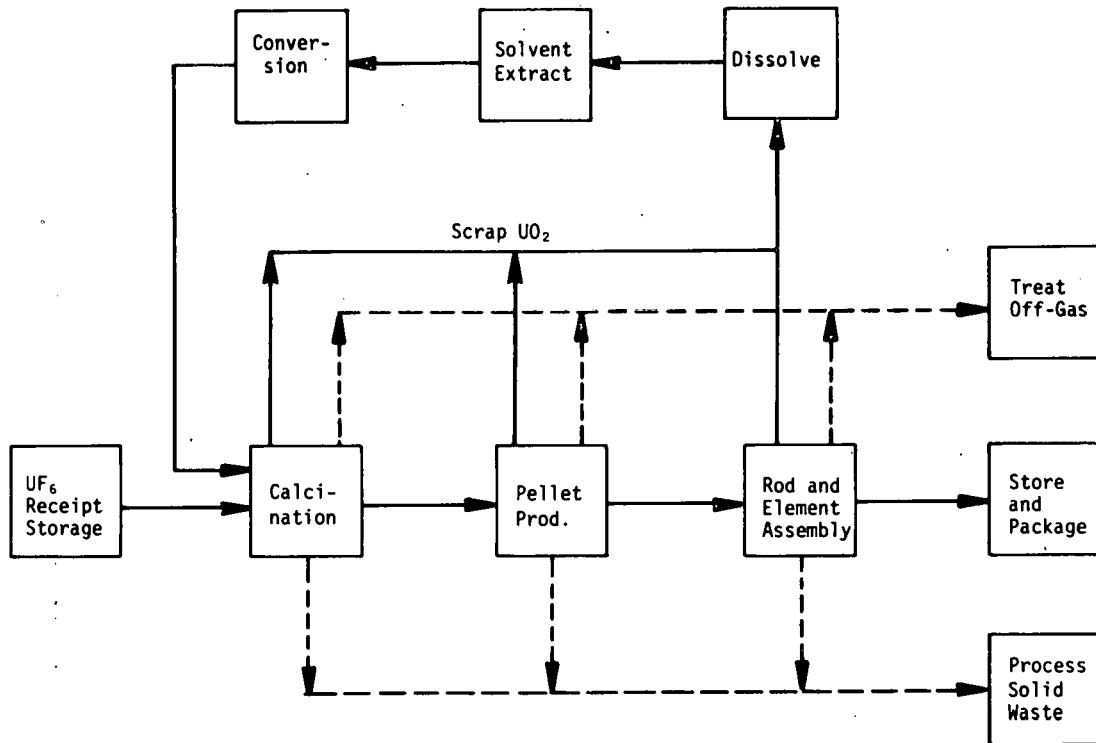 Conver-
sion
Solvent
Extract
Dissolve
Scrap UO₂
Treat
Off-Gas
UF₆
Receipt
Storage
Calci-
nation
Pellet
Prod.
Rod and
Element
Assembly
Store
and
Package
Process
Solid
Waste